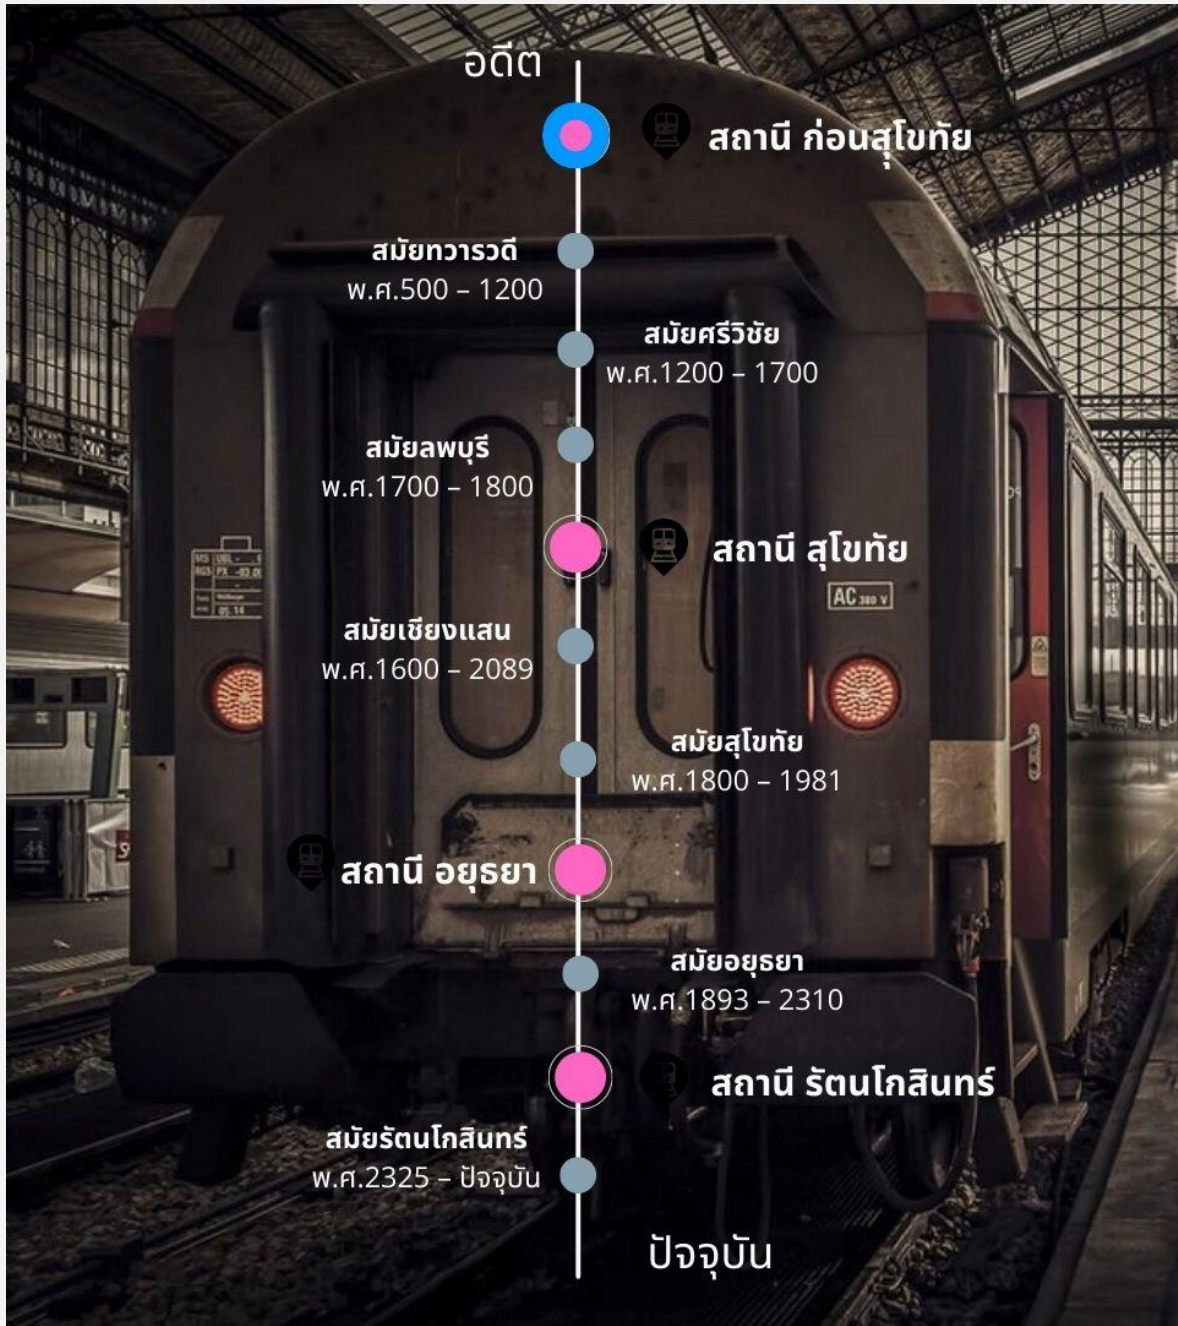 อดีต
สถานี ก่อนสุโขทัย
สมัยทวารวดี
พ.ศ.500 – 1200
สมัยศรีวิชัย
พ.ศ.1200 – 1700
สมัยลพบุรี
พ.ศ.1700 – 1800
สถานี สุโขทัย
AC 380 V
05.14
สมัยเชียงแสน
พ.ศ.1600 – 2089
สมัยสุโขทัย
พ.ศ.1800 – 1981
สถานี อยุธยา
สมัยอยุธยา
พ.ศ.1893 – 2310
สถานี รัตนโกสินทร์
สมัยรัตนโกสินทร์
พ.ศ.2325 – ปัจจุบัน
ปัจจุบัน